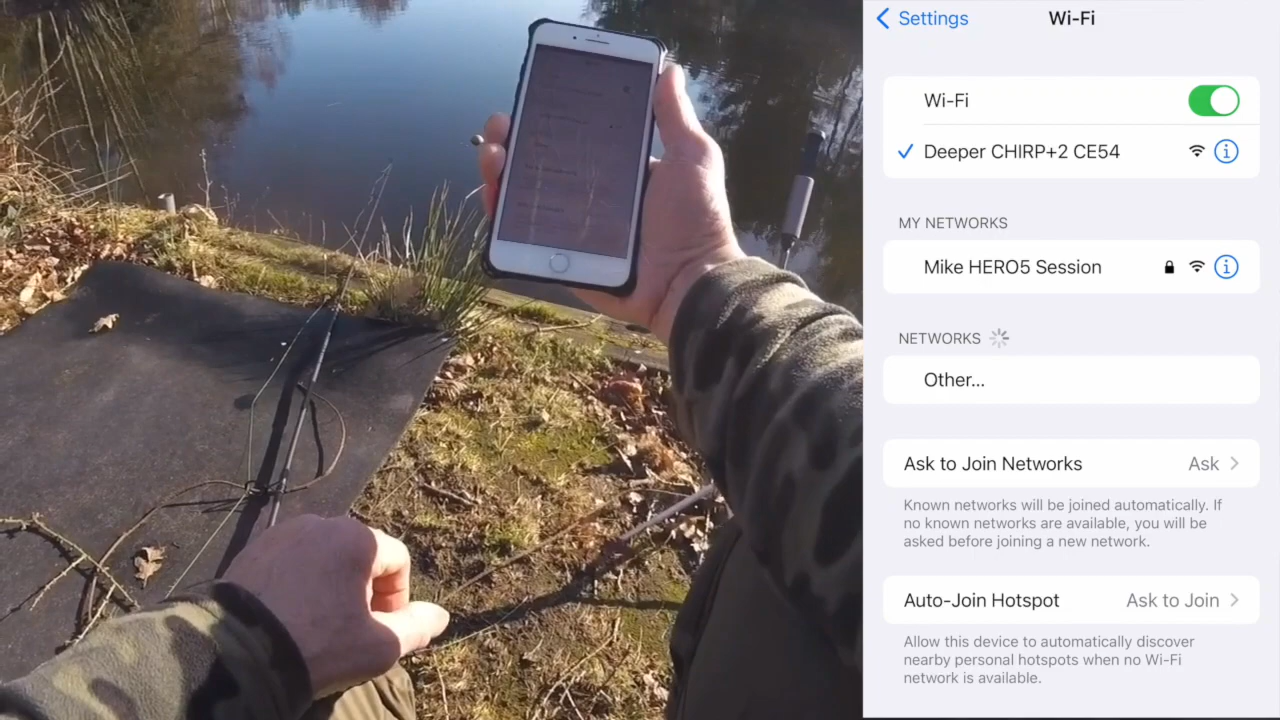 Settings
Wi-Fi
Wi-Fi
Deeper CHIRP+2 CE54
MY NETWORKS
Mike HERO5 Session
NETWORKS
Other...
Ask to Join Networks
Ask
Known networks will be joined automatically. If
no known networks are available, you will be
asked before joining a new network.
Auto-Join Hotspot
Ask to Join
Allow this device to automatically discover
nearby personal hotspots when no Wi-Fi
network is available.